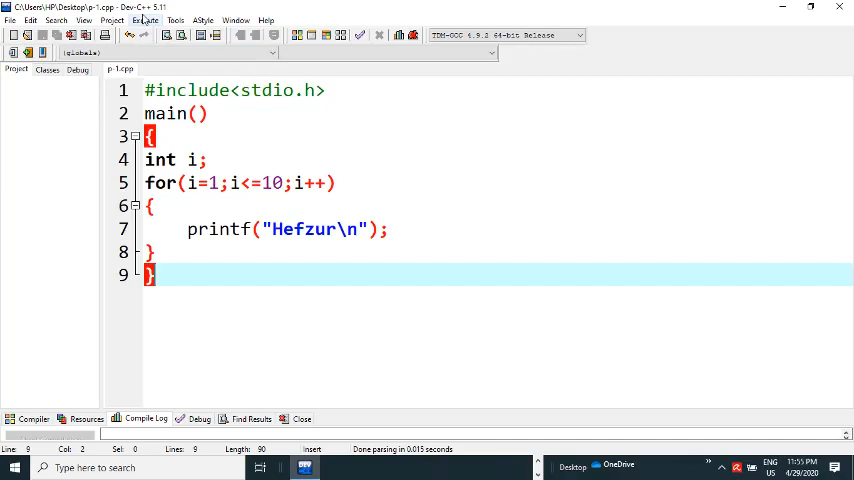 C:\Users\HP\Desktop\p-1.cpp - Dev-C++ 5.11
File Edit Search View Project Execute Tools AStyle Window Help
TDM-GCC 4.9.2 64-bit Release
(globals)
Project Classes Debug p-1.cpp
1 #include<stdio.h>
2 main()
3 {
4 int i;
5 for(i=1;i<=10;i++)
6 {
7 printf("Hefzur\n");
8 }
9 }
Compiler Resources Compile Log Debug Find Results Close
Line: 9 Col: 2 Sel: 0 Lines: 9 Length: 90 Insert Done parsing in 0.015 seconds
Type here to search
Desktop OneDrive
ENG US
11:55 PM
4/29/2020